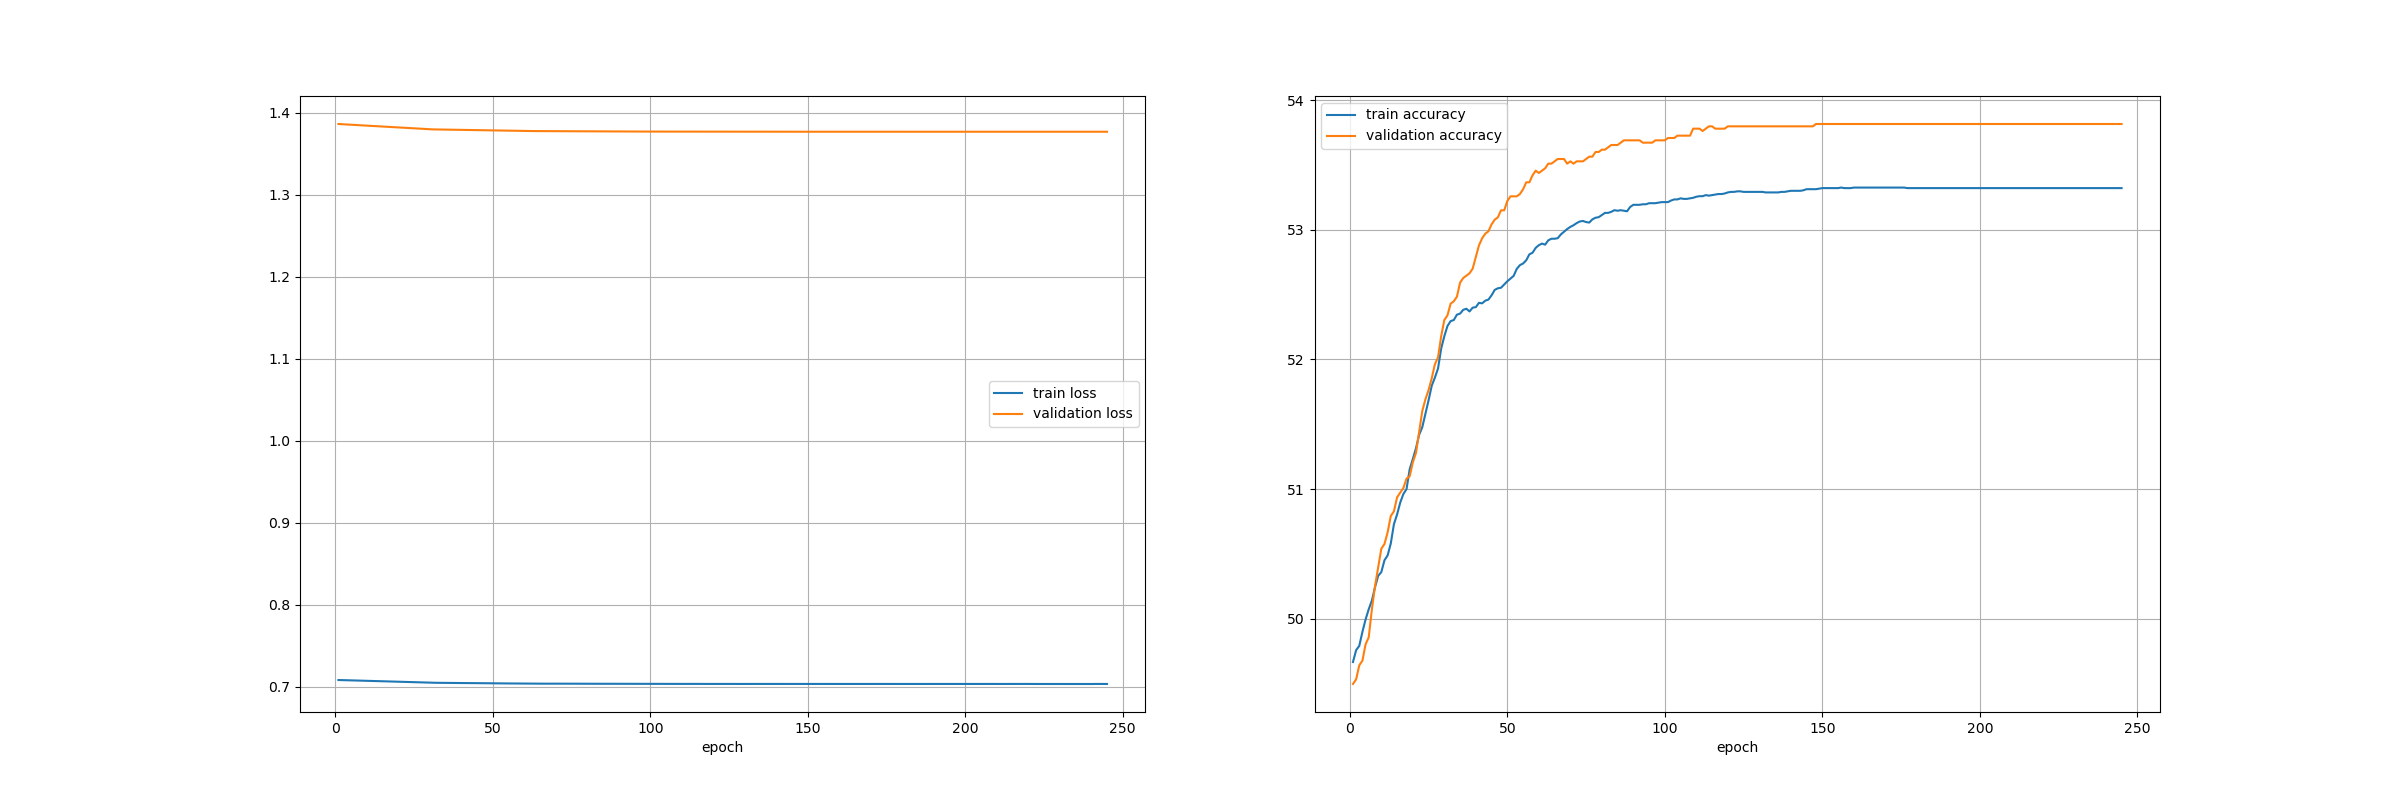 1.4
1.3
1.2
1.1
1.0
0.9
0.8
0.7
0 50 100 150 200 250
epoch
train loss
validation loss
54
53
52
51
50
0 50 100 150 200 250
epoch
train accuracy
validation accuracy